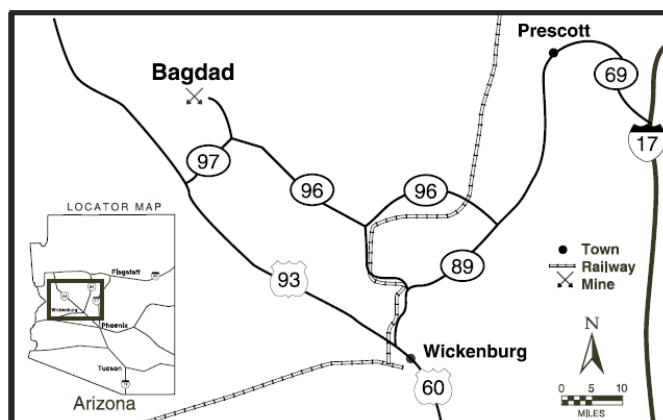 Prescott
Bagdad
69
17
97
96
96
LOCATOR MAP
89
Town
Railway
Mine
93
Flagstaff
Wickenburg
Phoenix
Wickenburg
N
Tucson
60
0 5 10
MILES
Arizona